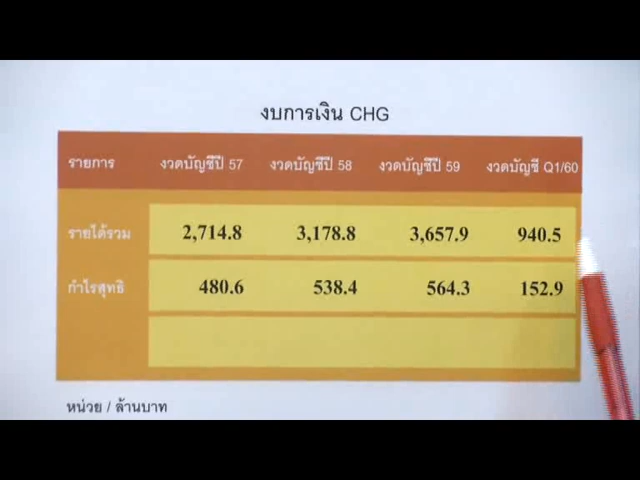 งบการเงิน CHG
รายการ งวดบัญชีปี 57 งวดบัญชีปี 58 งวดบัญชีปี 59 งวดบัญชี Q1/60
รายได้รวม 2,714.8 3,178.8 3,657.9 940.5
กำไรสุทธิ 480.6 538.4 564.3 152.9
หน่วย / ล้านบาท